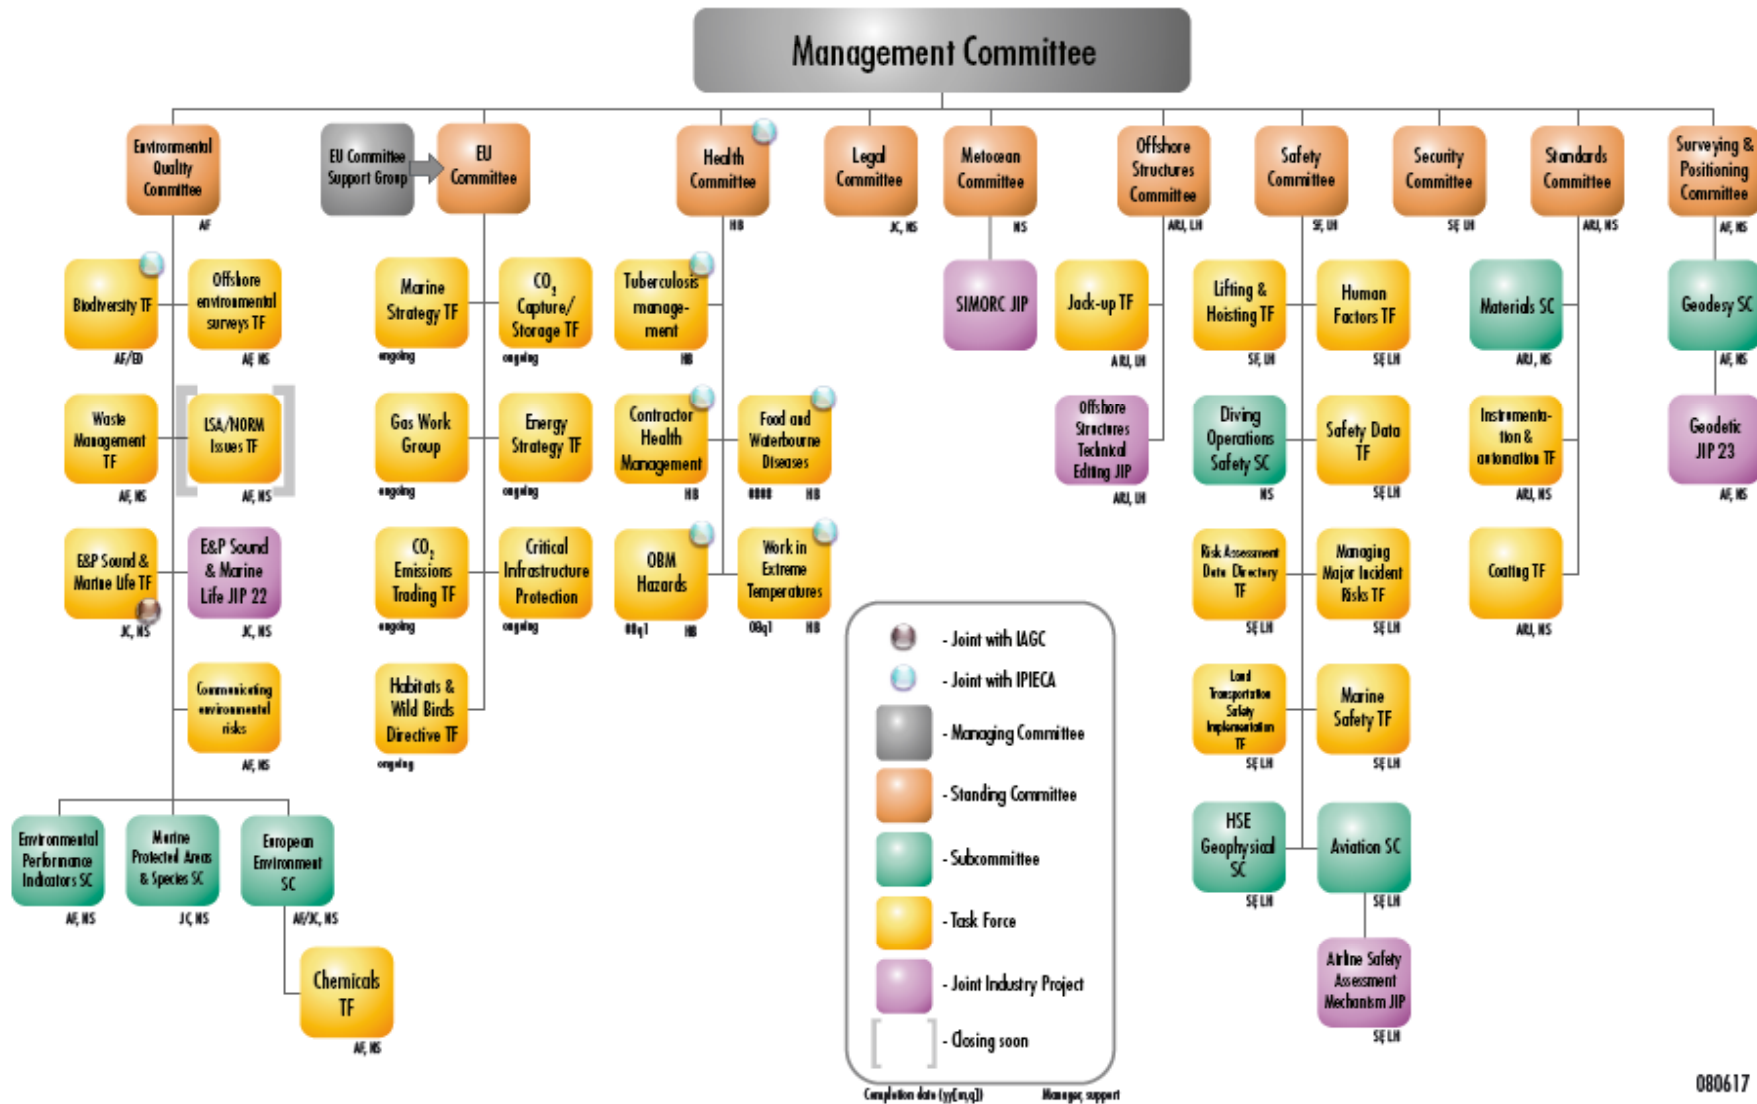 Management Committee
Environmental
Quality
Committee
AF
EU Committee
Support Group
EU
Committee
Health
Committee
HB
Legal
Committee
JC, NS
Metocean
Committee
NS
Offshore
Structures
Committee
ARJ, LH
Safety
Committee
SF, LH
Security
Committee
SF, LH
Standards
Committee
ARJ, NS
Surveying &
Positioning
Committee
AF, NS
Biodiversity TF
AF/ED
Offshore
environmental
surveys TF
AF, NS
Marine
Strategy TF
ongoing
CO2
Capture/
Storage TF
ongoing
Tuberculosis
manage-
ment
HB
SIMORC JIP
Jack-up TF
ARJ, LH
Lifting &
Hoisting TF
SF, LH
Human
Factors TF
SF, LH
Materials SC
ARJ, NS
Geodesy SC
AF, NS
Waste
Management
TF
AF, NS
LSA/NORM
Issues TF
AF, NS
Gas Work
Group
ongoing
Energy
Strategy TF
ongoing
Contractor
Health
Management
HB
Food and
Waterbourne
Diseases
HB
Offshore
Structures
Technical
Editing JIP
ARJ, LH
Diving
Operations
Safety SC
NS
Safety Data
TF
SF, LH
Instrumenta-
tion &
automation TF
ARJ, NS
Geodetic
JIP 23
AF, NS
E&P Sound &
Marine Life TF
JC, NS
E&P Sound
& Marine
Life JIP 22
JC, NS
CO2
Emissions
Trading TF
ongoing
Critical
Infrastructure
Protection
ongoing
OBM
Hazards
08q1 HB
Work in
Extreme
Temperatures
08q1 HB
Risk Assessment
Data Directory
TF
SF, LH
Managing
Major Incident
Risks TF
SF, LH
Coating TF
ARJ, NS
Communicating
environmental
risks
AF, NS
Habitats &
Wild Birds
Directive TF
ongoing
Land
Transportation
Safety
Implementation
TF
SF, LH
Marine
Safety TF
SF, LH
Environmental
Performance
Indicators SC
AF, NS
Marine
Protected Areas
& Species SC
JC, NS
European
Environment
SC
AF/JC, NS
HSE
Geophysical
SC
SF, LH
Aviation SC
SF, LH
Chemicals
TF
AF, NS
Airline Safety
Assessment
Mechanism JIP
SF, LH
- Joint with IAGC
- Joint with IPIECA
- Managing Committee
- Standing Committee
- Subcommittee
- Task Force
- Joint Industry Project
- Closing soon
Completion date (yy[m,q]) Manager, support
080617